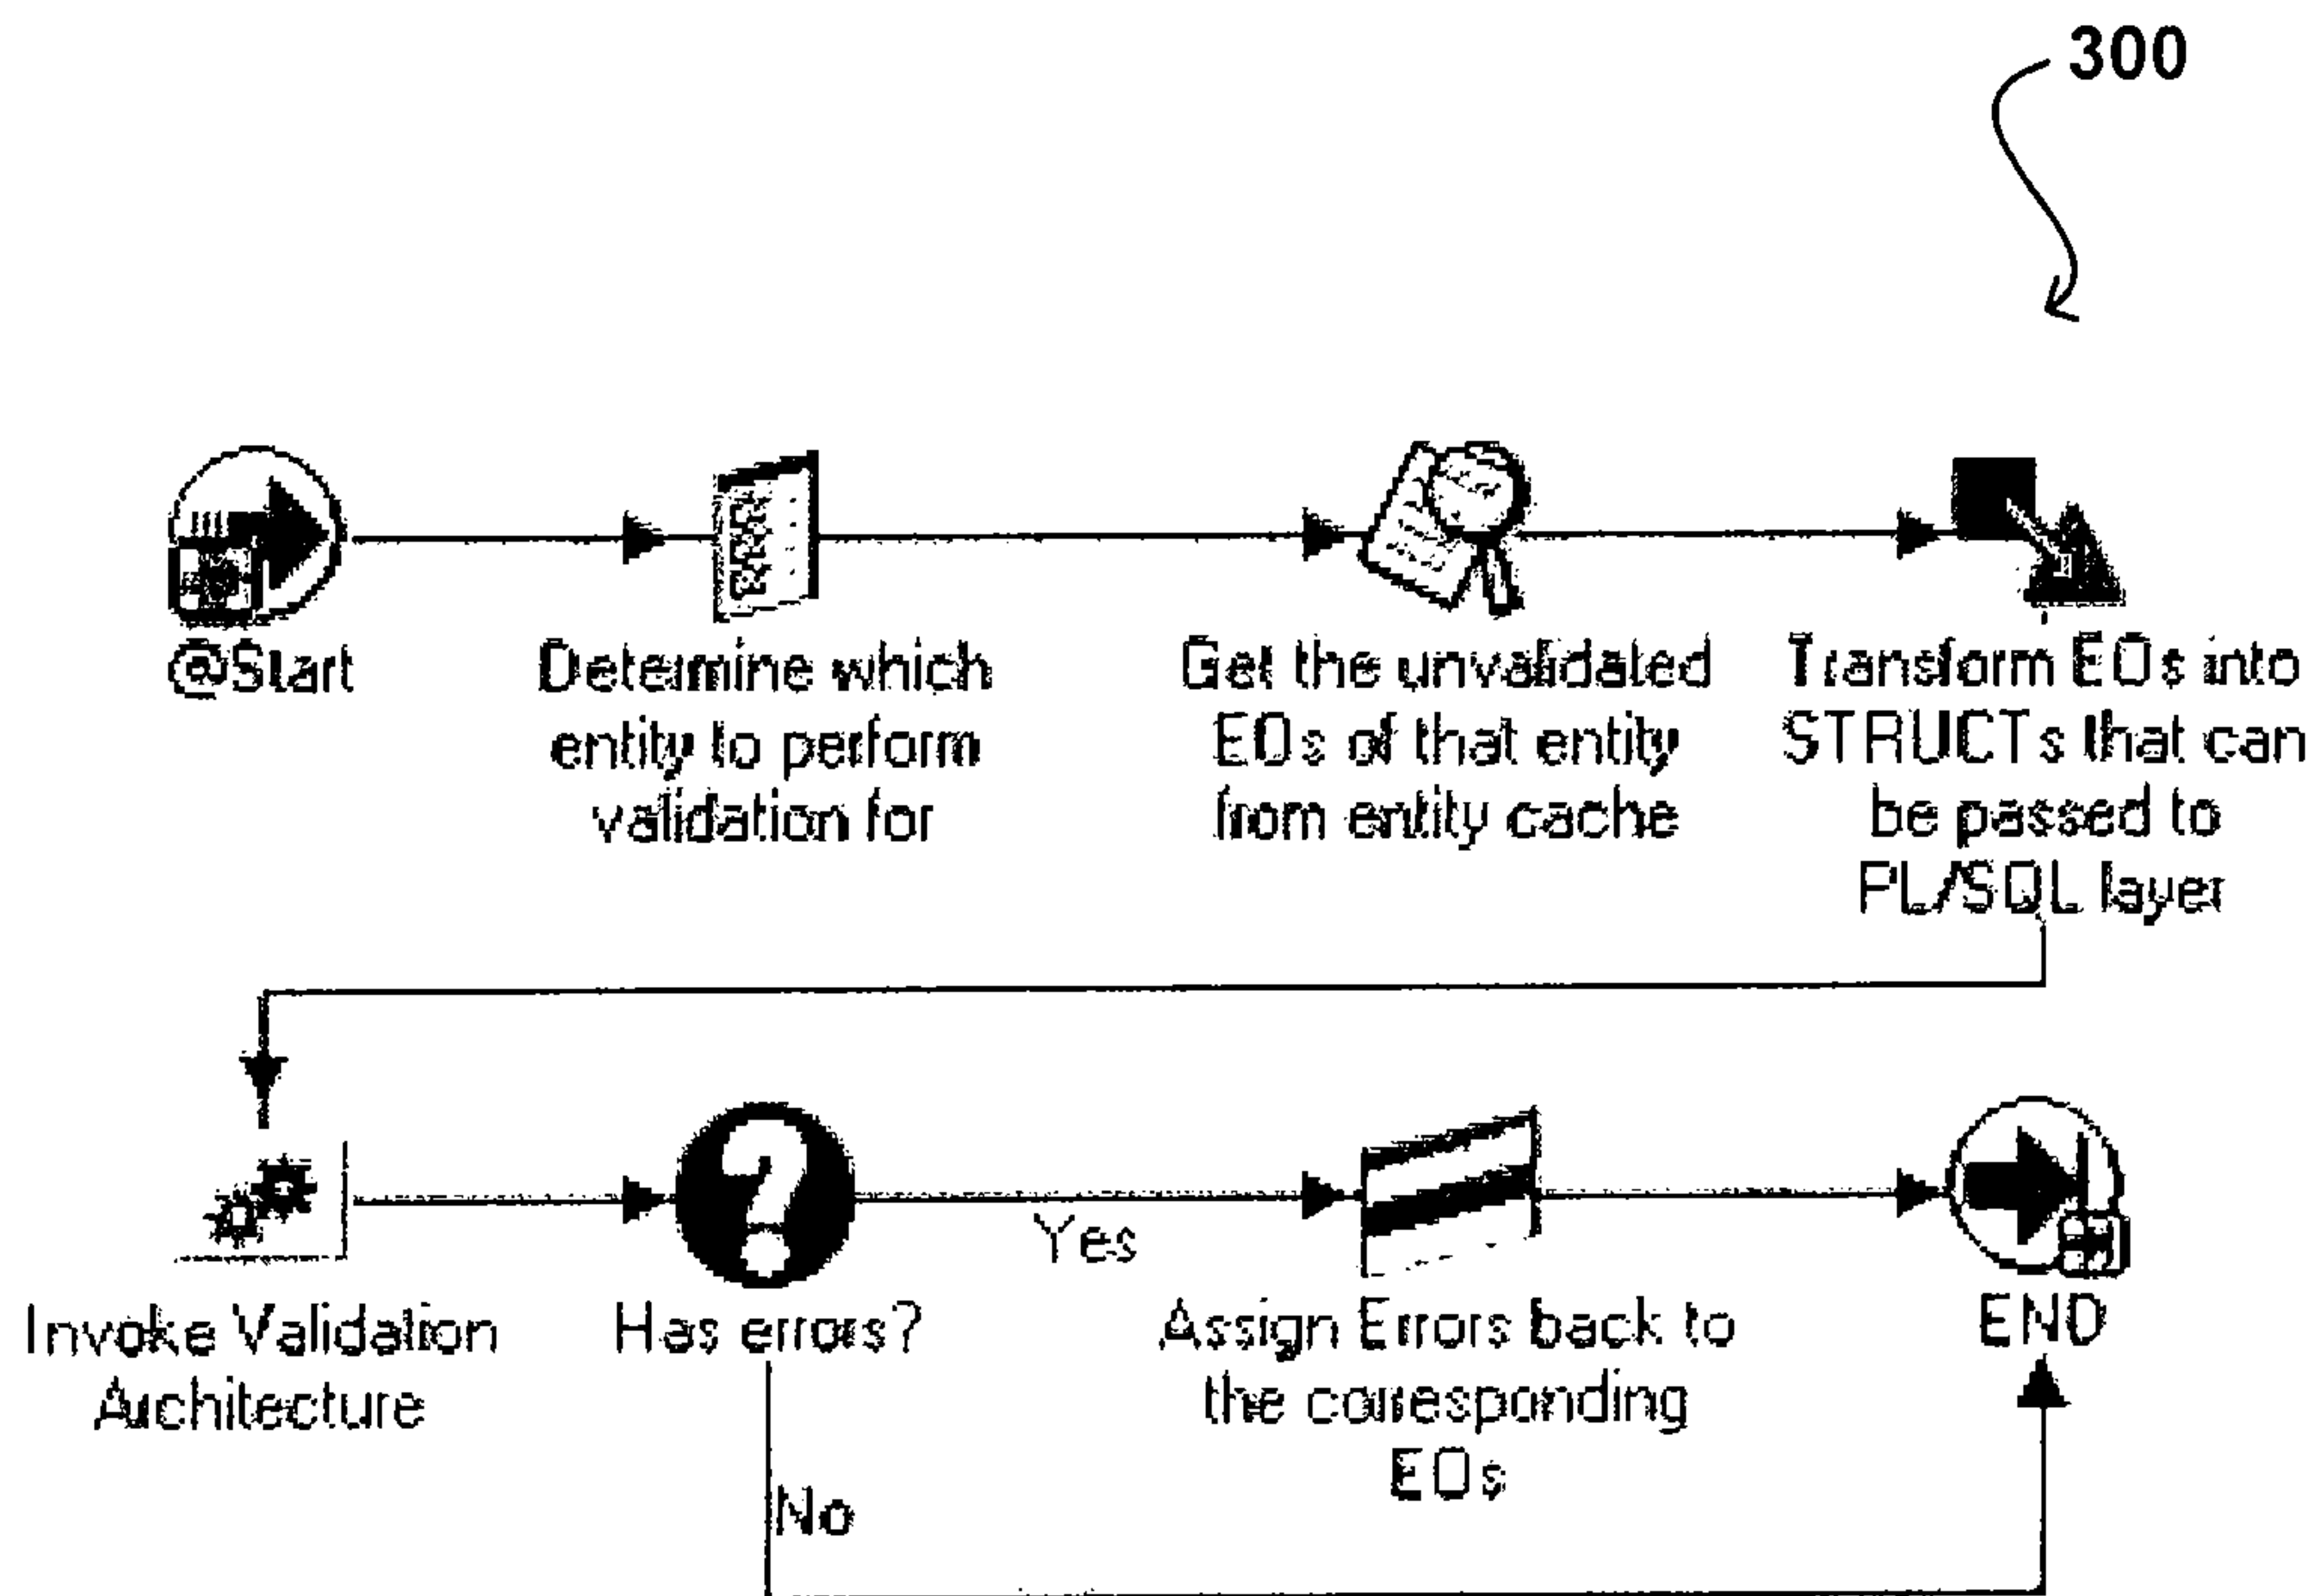 300
@Start
Determine which
entity to perform
validation for
Get the unvalidated
EOs of that entity
from entity cache
Transform EOs into
STRUCTs that can
be passed to
PL/SQL layer
Invoke Validation
Architecture
Has errors?
Yes
No
Assign Errors back to
the corresponding
EOs
END